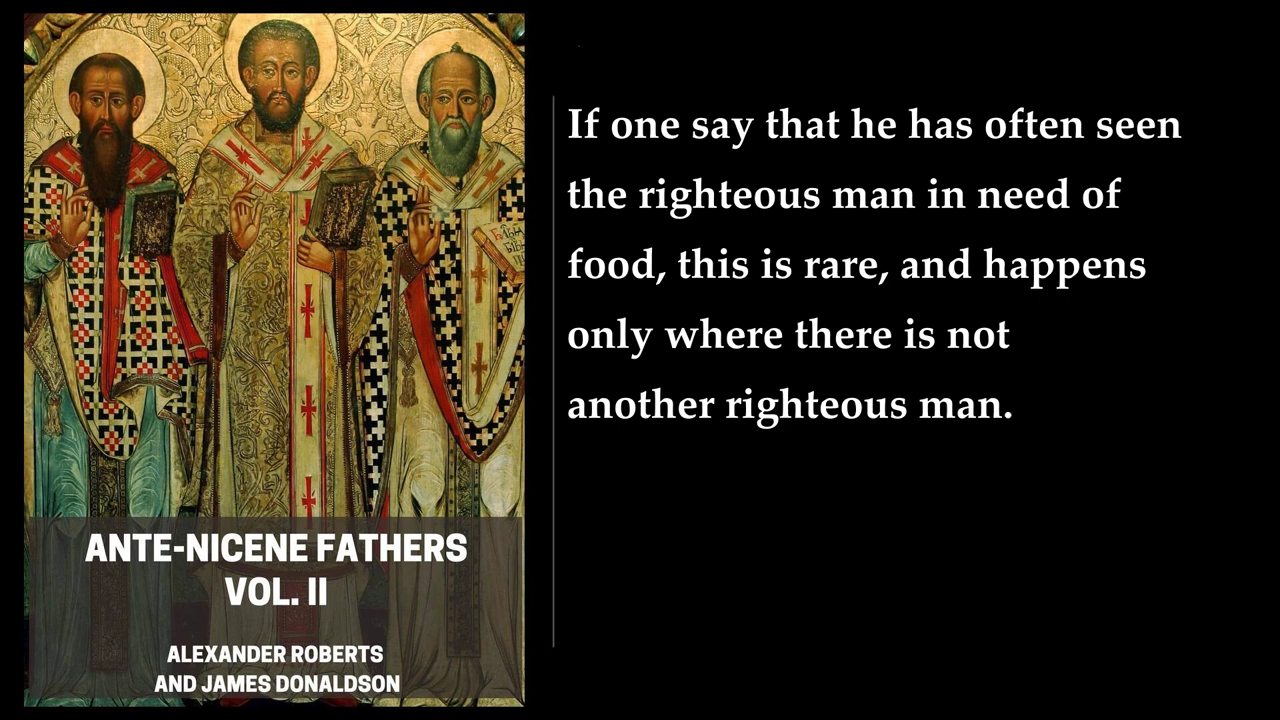 If one say that he has often seen
the righteous man in need of
food, this is rare, and happens
only where there is not
another righteous man.
ANTE-NICENE FATHERS
VOL. II
ALEXANDER ROBERTS
AND JAMES DONALDSON